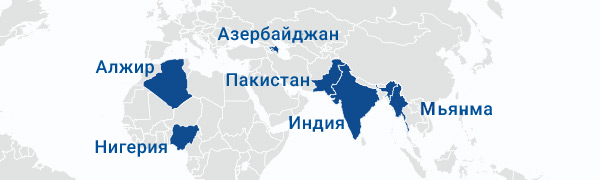 Азербайджан
Алжир
Пакистан
Мьянма
Индия
Нигерия